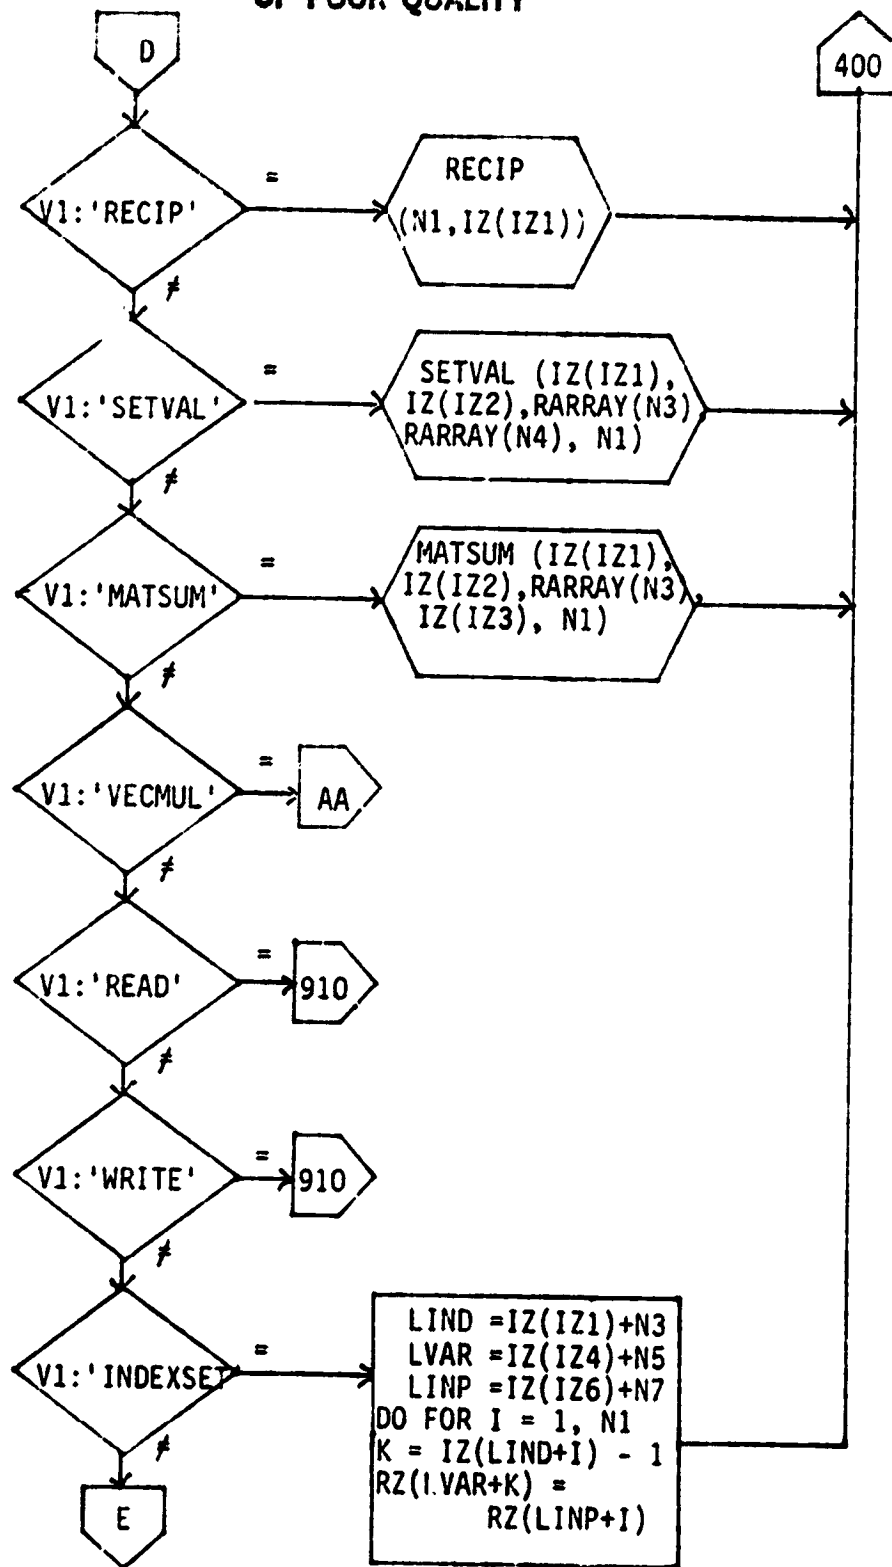 OF POOR QUALITY
D
400
V1:'RECIP'
=
RECIP
(N1,IZ(IZ1))
≠
V1:'SETVAL'
=
SETVAL (IZ(IZ1),
IZ(IZ2),RARRAY(N3)
RARRAY(N4), N1)
≠
V1:'MATSUM'
=
MATSUM (IZ(IZ1),
IZ(IZ2),RARRAY(N3),
IZ(IZ3), N1)
≠
V1:'VECMUL'
=
AA
≠
V1:'READ'
=
910
≠
V1:'WRITE'
=
910
≠
V1:'INDEXSET
=
LIND =IZ(IZ1)+N3
LVAR =IZ(IZ4)+N5
LINP =IZ(IZ6)+N7
DO FOR I = 1, N1
K = IZ(LIND+I) - 1
RZ(LVAR+K) =
RZ(LINP+I)
≠
E